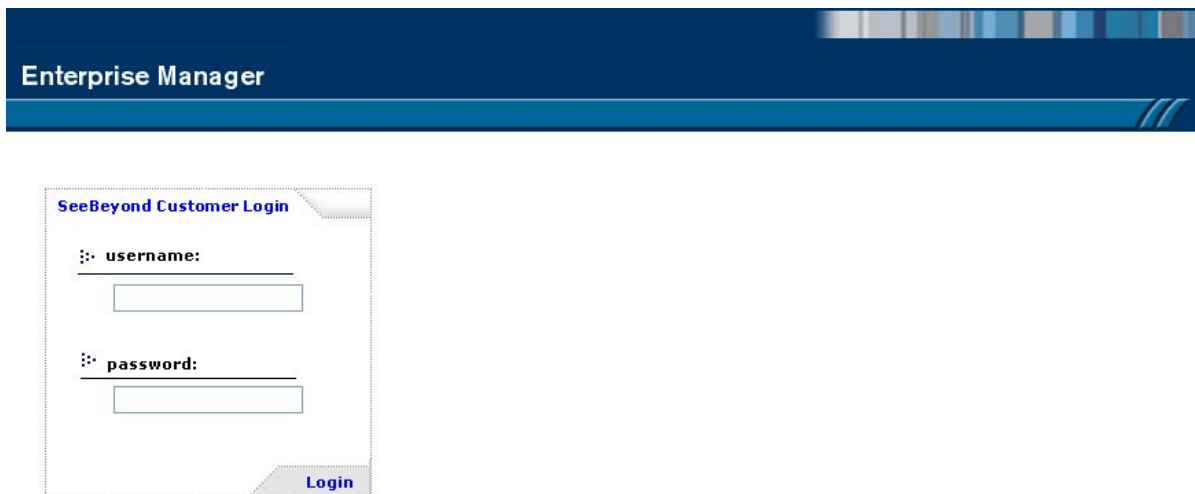 Enterprise Manager
SeeBeyond Customer Login
username:
password:
Login